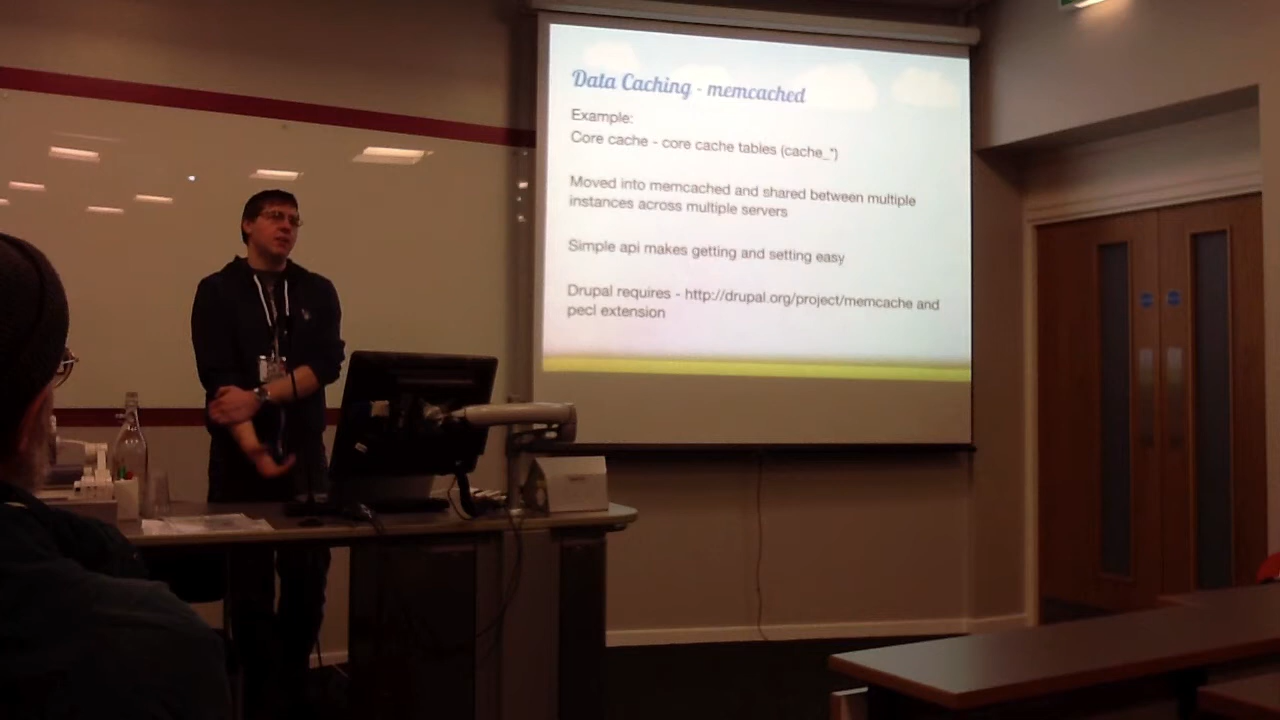 Data Caching - memcached
Example:
Core cache - core cache tables (cache_*)
Moved into memcached and shared between multiple
instances across multiple servers
Simple api makes getting and setting easy
Drupal requires - http://drupal.org/project/memcache and
pecl extension